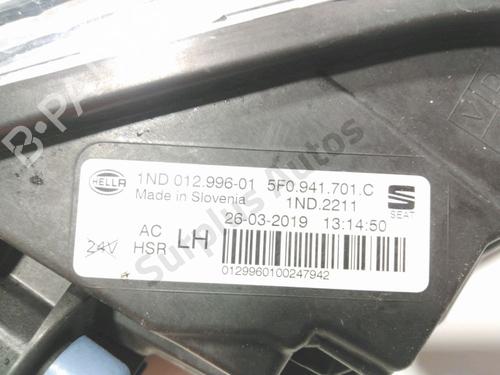 HELLA
1ND 012.996-01 5F0.941.701.C
Made in Slovenia 1ND.2211
26-03-2019 13:14:50
SEAT
AC
HSR LH
24V
0129960100247942
Surplus Autos